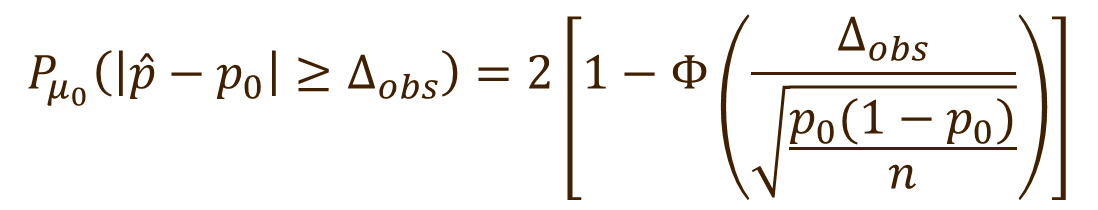 P_{μ_0}(|p̂ − p_0| ≥ Δ_{obs}) = 2 [1 − Φ (Δ_{obs} / √(p_0(1 − p_0) / n))]